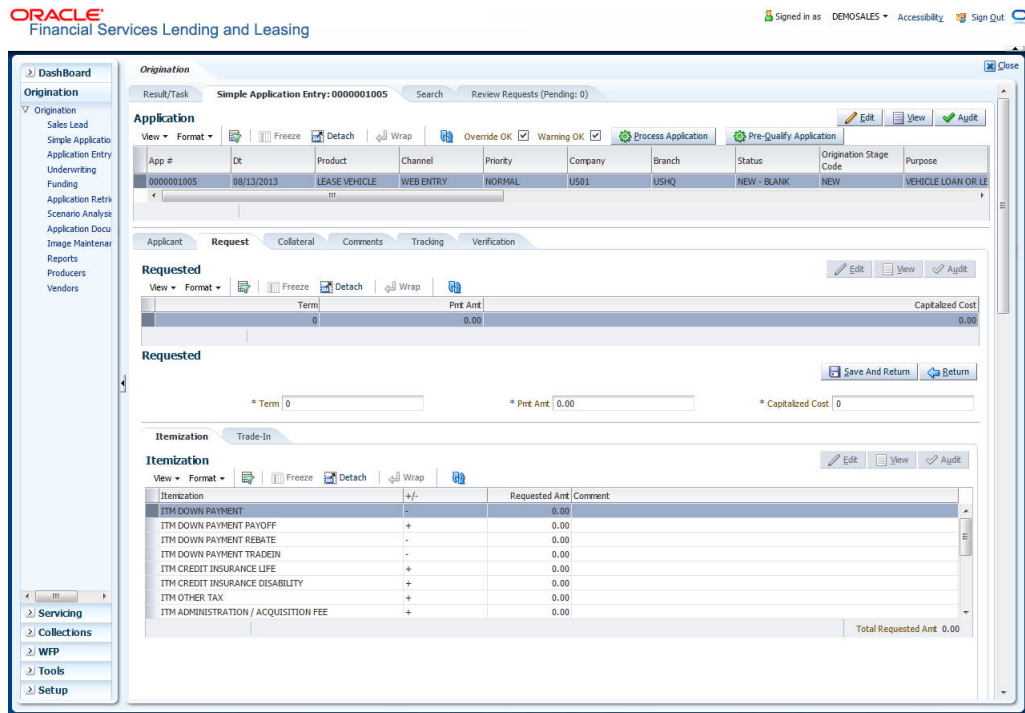 ORACLE'
Financial Services Lending and Leasing
Signed in as DEMOSALES Accessibility Sign Out
DashBoard
Origination
Origination
Sales Lead
Simple Applicatio
Application Entry
Underwriting
Funding
Application Retrie
Scenario Analysis
Application Docu
Image Maintenan
Reports
Producers
Vendors
Servicing
Collections
WFP
Tools
Setup
Origination
Close
Result/Task Simple Application Entry: 0000001005 Search Review Requests (Pending: 0)
Application
Edit View Audit
View Format Freeze Detach Wrap Override OK Warning OK Process Application Pre-Qualify Application
App # Dt Product Channel Priority Company Branch Status Origination Stage Code Purpose
0000001005 08/13/2013 LEASE VEHICLE WEB ENTRY NORMAL US01 USHQ NEW - BLANK NEW VEHICLE LOAN OR LE
Applicant Request Collateral Comments Tracking Verification
Requested
Edit View Audit
View Format Freeze Detach Wrap
Term Pmt Amt Capitalized Cost
0 0.00 0.00
Requested
Save And Return Return
* Term 0 * Pmt Amt 0.00 * Capitalized Cost 0
Itemization Trade-In
Itemization
Edit View Audit
View Format Freeze Detach Wrap
Itemization +/- Requested Amt Comment
ITM DOWN PAYMENT - 0.00
ITM DOWN PAYMENT PAYOFF + 0.00
ITM DOWN PAYMENT REBATE - 0.00
ITM DOWN PAYMENT TRADEIN - 0.00
ITM CREDIT INSURANCE LIFE + 0.00
ITM CREDIT INSURANCE DISABILITY + 0.00
ITM OTHER TAX + 0.00
ITM ADMINISTRATION / ACQUISITION FEE + 0.00
Total Requested Amt 0.00